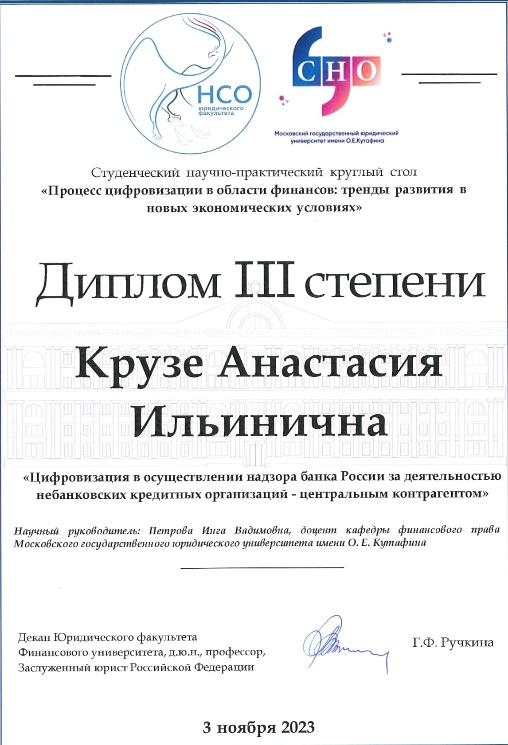 НСО
юридического
факультета
СНО
Московский государственный юридический
университет имени О.Е.Кутафина
Студенческий научно-практический круглый стол
«Процесс цифровизации в области финансов: тренды развития в
новых экономических условиях»
Диплом III степени
Крузе Анастасия
Ильинична
«Цифровизация в осуществлении надзора банка России за деятельностью
небанковских кредитных организаций - центральным контрагентом»
Научный руководитель: Петрова Инга Вадимовна, доцент кафедры финансового права
Московского государственного юридического университета имени О. Е. Кутафина
Декан Юридического факультета
Финансового университета, д.ю.н., профессор,
Заслуженный юрист Российской Федерации
Г.Ф. Ручкина
3 ноября 2023